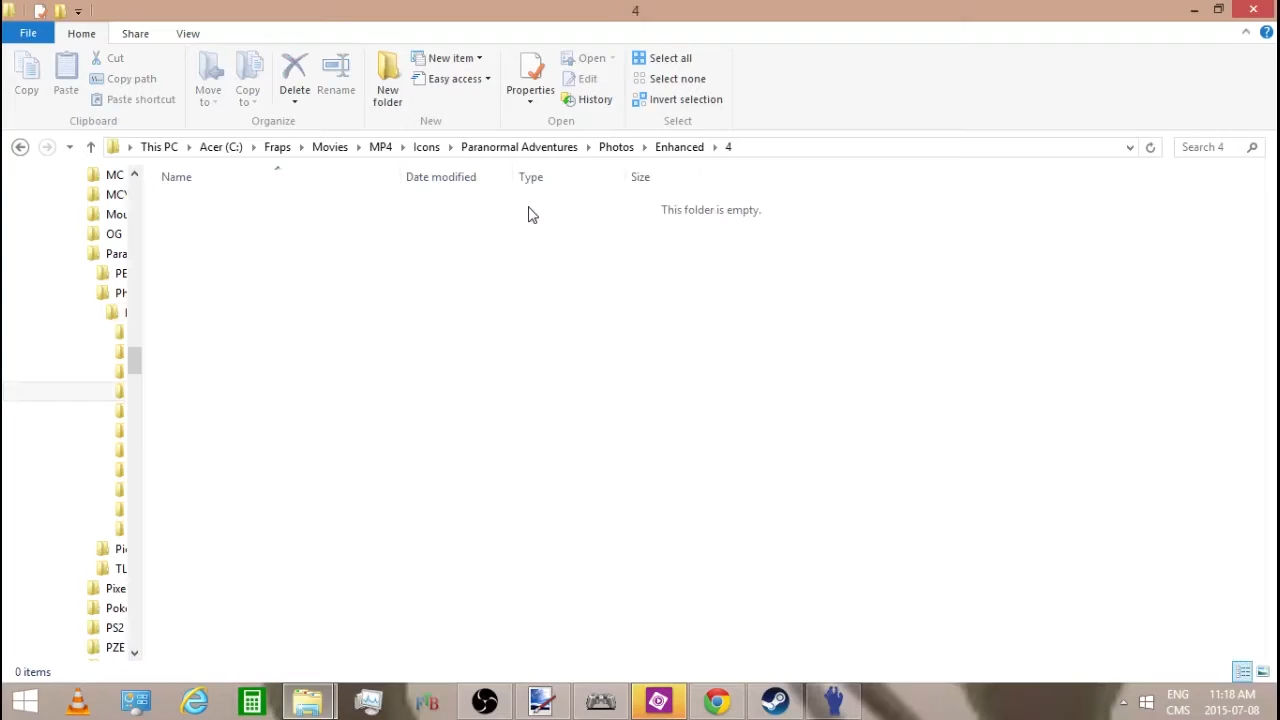 4
File Home Share View
Copy
Paste
Cut
Copy path
Paste shortcut
Clipboard
Move to
Copy to
Delete
Rename
Organize
New folder
New item
Easy access
New
Properties
Open
Edit
History
Open
Select all
Select none
Invert selection
Select
This PC Acer (C:) Fraps Movies MP4 Icons Paranormal Adventures Photos Enhanced 4
Search 4
Name Date modified Type Size
This folder is empty.
MC
MCV
Mou
OG
Para
PE
Ph
Pi
TL
Pixe
Pok
PS2
PZE
0 items
MB
ENG
CMS
11:18 AM
2015-07-08